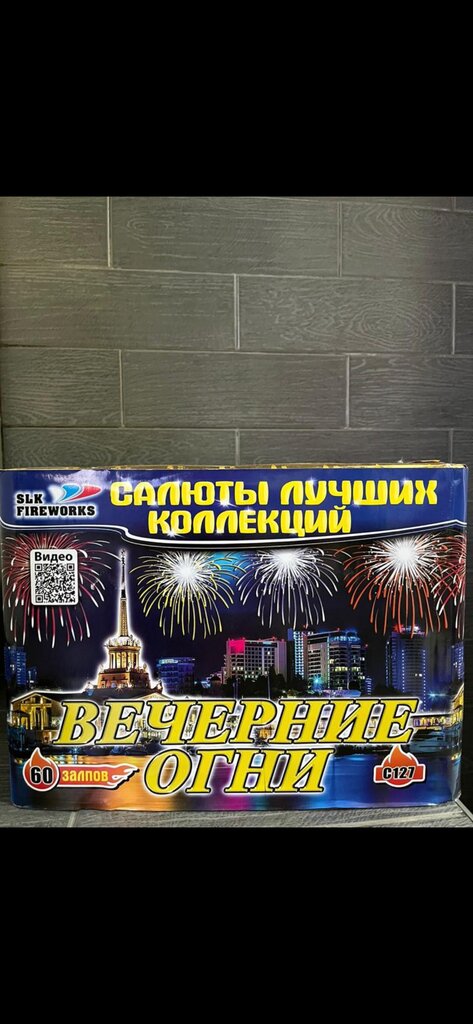 SLK
FIREWORKS
САЛЮТЫ ЛУЧШИХ
КОЛЛЕКЦИЙ
Видео
ВЕЧЕРНИЕ
ОГНИ
60 ЗАЛПОВ
С127